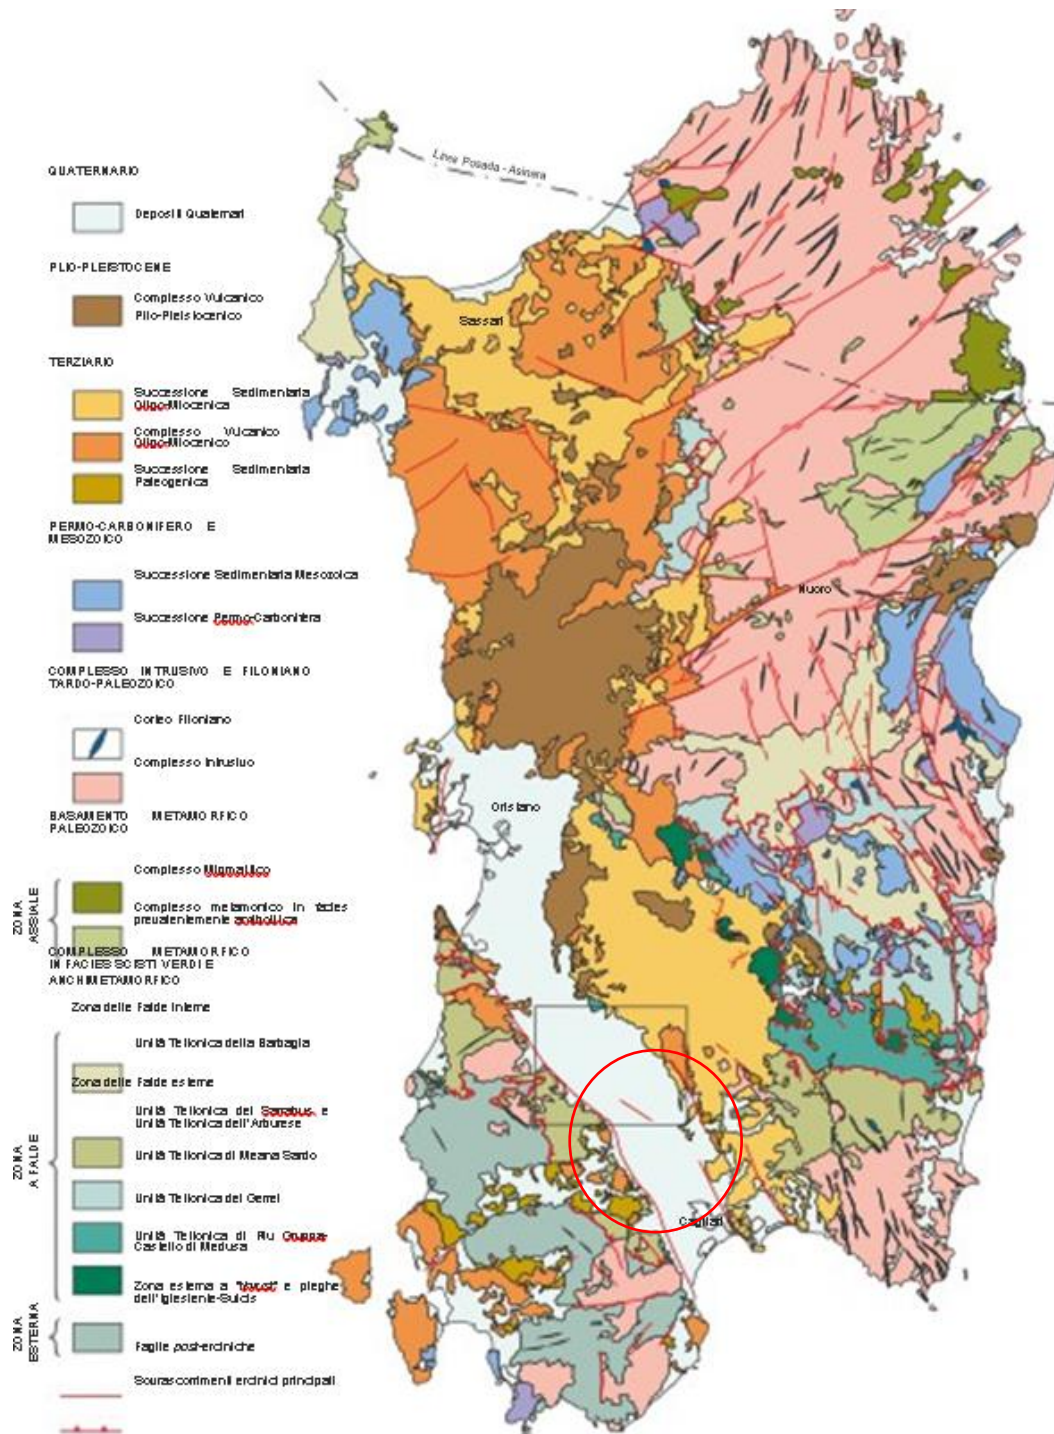 QUATERNARIO
Depositi Quaternari
PLIO-PLEISTOCENE
Complesso Vulcanico
Plio-Pleistocenico
TERZIARIO
Successione Sedimentaria
Oligo-Miocenica
Complesso Vulcanico
Oligo-Miocenico
Successione Sedimentaria
Paleogenica
PERMO-CARBONIFERO E
MESOZOICO
Successione Sedimentaria Mesozoica
Successione Permo-Carbonifera
COMPLESSO INTRUSIVO E FILONIANO
TARDO-PALEOZOICO
Corteo Filoniano
Complesso Intrusivo
BASAMENTO METAMORFICO
PALEOZOICO
ZONA
ASSIALE
Complesso Migmatitico
Complesso metamorfico in facies
prevalentemente anfibolitica
COMPLESSO METAMORFICO
IN FACIES SCISTI VERDI E
ANCHIMETAMORFICO
Zona delle Falde Interne
ZONA
A FALDE
Unità Tettonica della Barbagia
Zona delle Falde esterne
Unità Tettonica del Sarrabus e
Unità Tettonica dell'Arburese
Unità Tettonica di Meana Sardo
Unità Tettonica del Gerrei
Unità Tettonica di Riu Gruppa-
Castello di Medusa
Zona esterna a "thrust" e pieghe
dell'Iglesiente-Sulcis
ZONA
ESTERNA
Faglie post-erciniche
Sovrascorrimenti ercinici principali
Linea Posada - Asinara
Sassari
Nuoro
Oristano
Cagliari